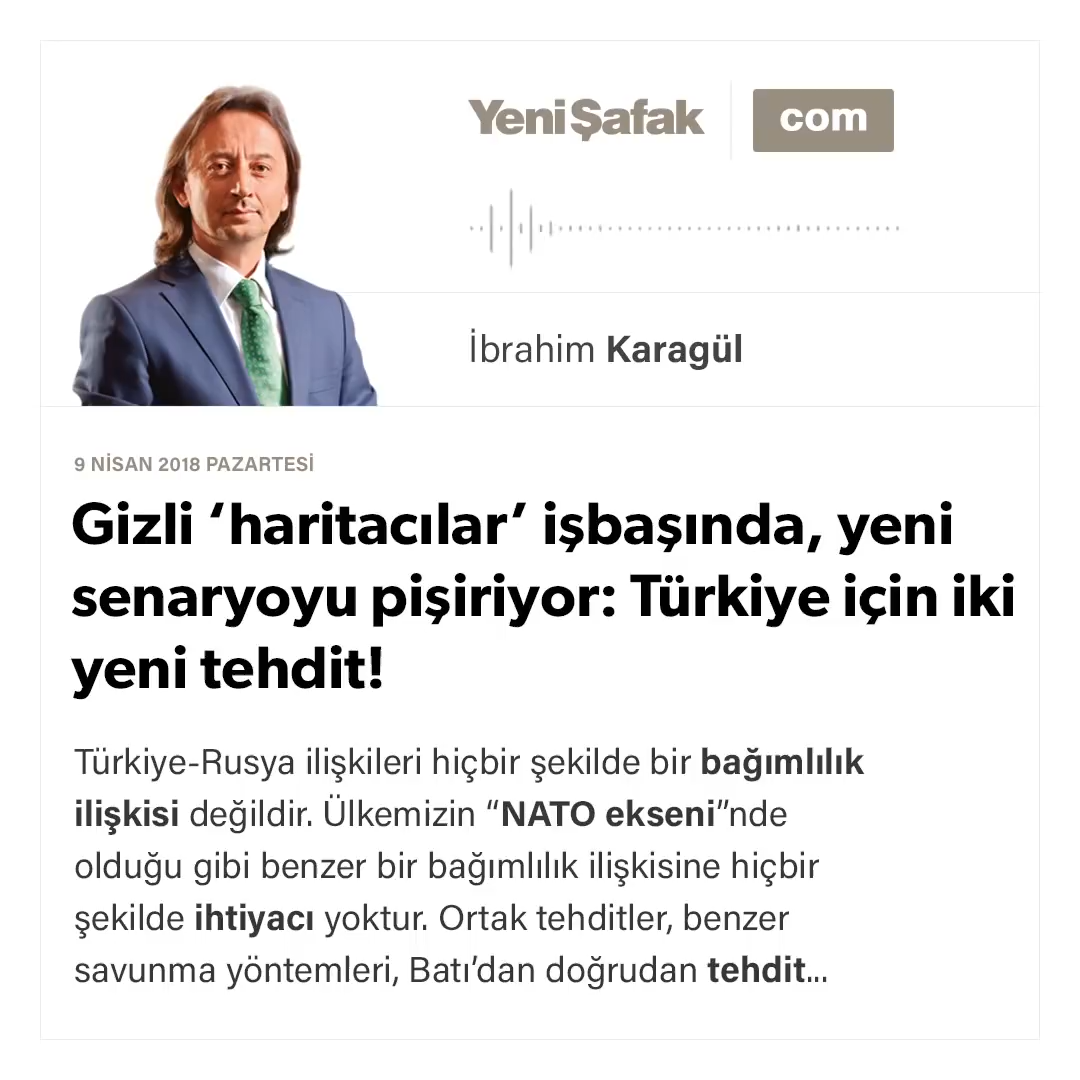 Yeni Şafak com
İbrahim Karagül
9 NİSAN 2018 PAZARTESİ
Gizli ‘haritacılar’ işbaşında, yeni
senaryoyu pişiriyor: Türkiye için iki
yeni tehdit!
Türkiye-Rusya ilişkileri hiçbir şekilde bir bağımlılık
ilişkisi değildir. Ülkemizin “NATO ekseni”nde
olduğu gibi benzer bir bağımlılık ilişkisine hiçbir
şekilde ihtiyacı yoktur. Ortak tehditler, benzer
savunma yöntemleri, Batı’dan doğrudan tehdit...